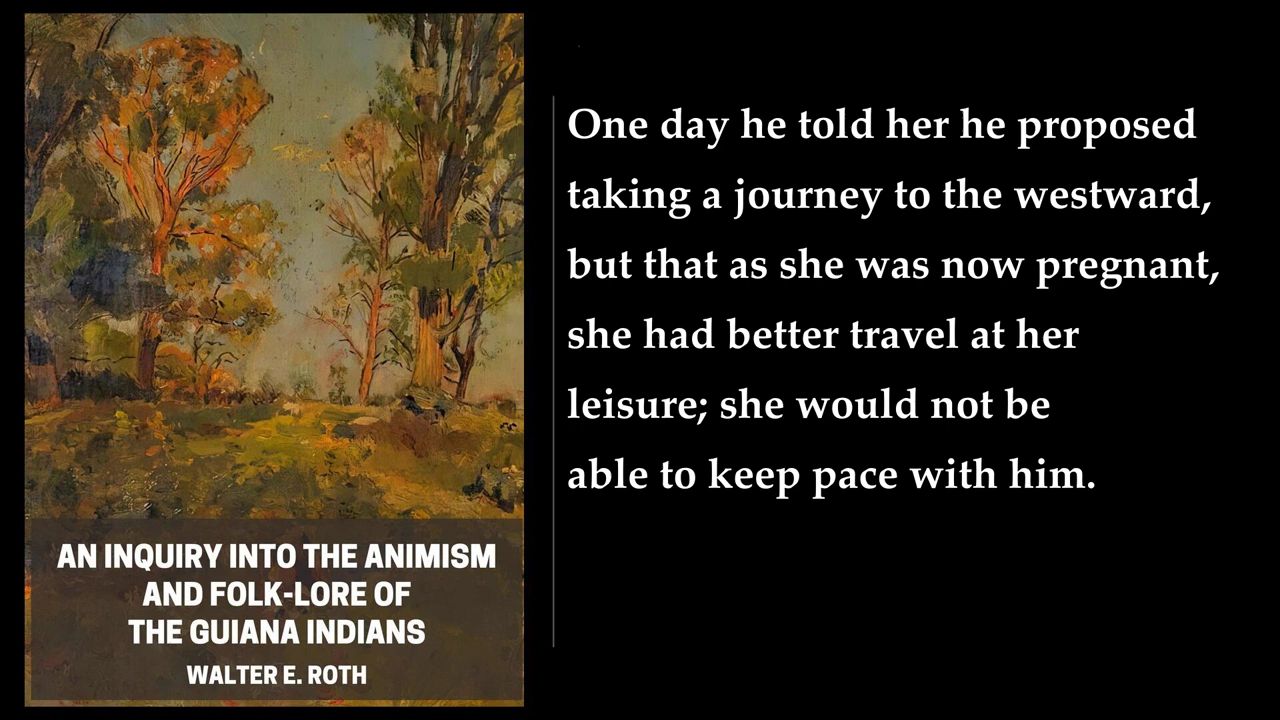 One day he told her he proposed
taking a journey to the westward,
but that as she was now pregnant,
she had better travel at her
leisure; she would not be
able to keep pace with him.
AN INQUIRY INTO THE ANIMISM
AND FOLK-LORE OF
THE GUIANA INDIANS
WALTER E. ROTH